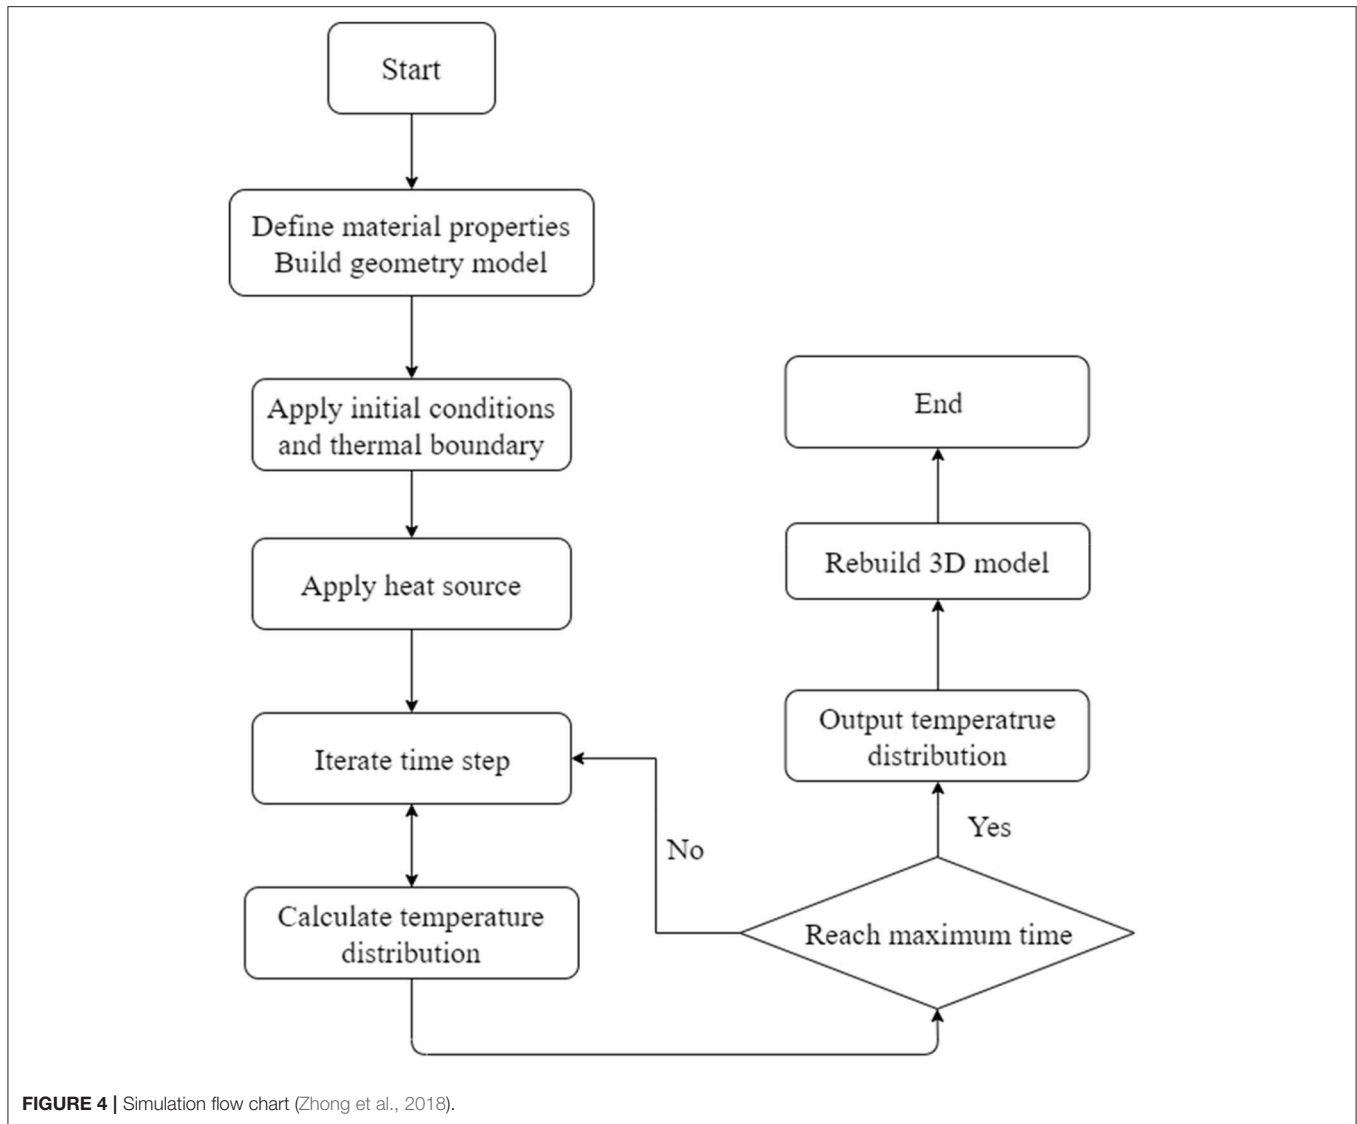 Start
Define material properties
Build geometry model
Apply initial conditions
and thermal boundary
Apply heat source
Iterate time step
Calculate temperature
distribution
End
Rebuild 3D model
Output temperatrue
distribution
Yes
No
Reach maximum time
FIGURE 4 | Simulation flow chart (Zhong et al., 2018).